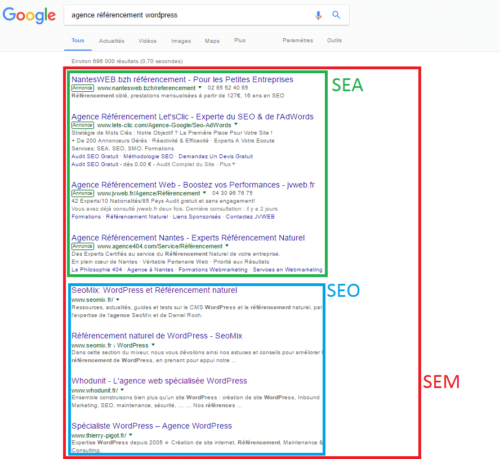 Google
agence référencement wordpress
Tous Actualités Vidéos Images Maps Plus Paramètres Outils
Environ 696 000 résultats (0,70 secondes)
NantesWEB.bzh référencement - Pour les Petites Entreprises
SEA
Annonce www.nantesweb.bzh/referencement 02 85 52 40 66
Référencement ciblé, prestations mensualisées à partir de 127€. 16 ans en SEO
Agence Référencement Let'sClic - Experte du SEO & de l'AdWords
Annonce www.lets-clic.com/Agence-Google/Seo-AdWords
Stratégie de Mots Clés : Notre Objectif ? La Première Place Pour Votre Site !
+ De 200 Annonceurs Gérés · Réactivité & Efficacité · Experts A Votre Ecoute
Services: SEA, SEO, SMO, Formations
Audit SEO Gratuit · Méthodologie SEO · Demandez Un Devis Gratuit
Audit SEO Gratuit - dès 0,00 € - Audit Complet du Site · Plus
Agence Référencement Web - Boostez vos Performances - jvweb.fr
Annonce www.jvweb.fr/Agence/Référencement 04 30 96 76 75
42 Experts/10 Nationalités/85 Pays Audit gratuit et sans engagement!
Vous avez déjà consulté jvweb.fr deux fois. Dernière consultation : il y a 2 jours
Formations · Référencement Naturel · Liens Sponsorisés · Contactez JVWEB
Agence Référencement Nantes - Experts Référencement Naturel
Annonce www.agence404.com/Service/Référencement
Des Experts Certifiés au service du Référencement Naturel de votre entreprise.
En plein cœur de Nantes · Véritable Partenaire Web · Priorité aux Résultats
La Philosophie 404 · Agence à Nantes · Formations Webmarketing · Services en Webmarketing
SeoMix: WordPress et Référencement naturel
SEO
www.seomix.fr/
Ressources, actualités, guides et tests sur le CMS WordPress et le référencement naturel, par
l'expertise de l'agence SeoMix et de Daniel Roch.
Référencement naturel de WordPress - SeoMix
www.seomix.fr › WordPress
Dans cette section du mixeur, nous vous dévoilons ainsi nos astuces et conseils pour améliorer l
référencement de WordPress, en prenant pour appui notre ...
SEM
Whodunit - L'agence web spécialisée WordPress
www.whodunit.fr/
Ensemble construisons bien plus qu'un site WordPress : création de site WordPress, Inbound
Marketing, SEO, maintenance, sécurité, ... ... Nos références ...
Spécialiste WordPress – Agence WordPress
www.thierry-pigot.fr/
Expertise WordPress depuis 2005 ★ Création de site internet, Référencement, Maintenance &
Consulting